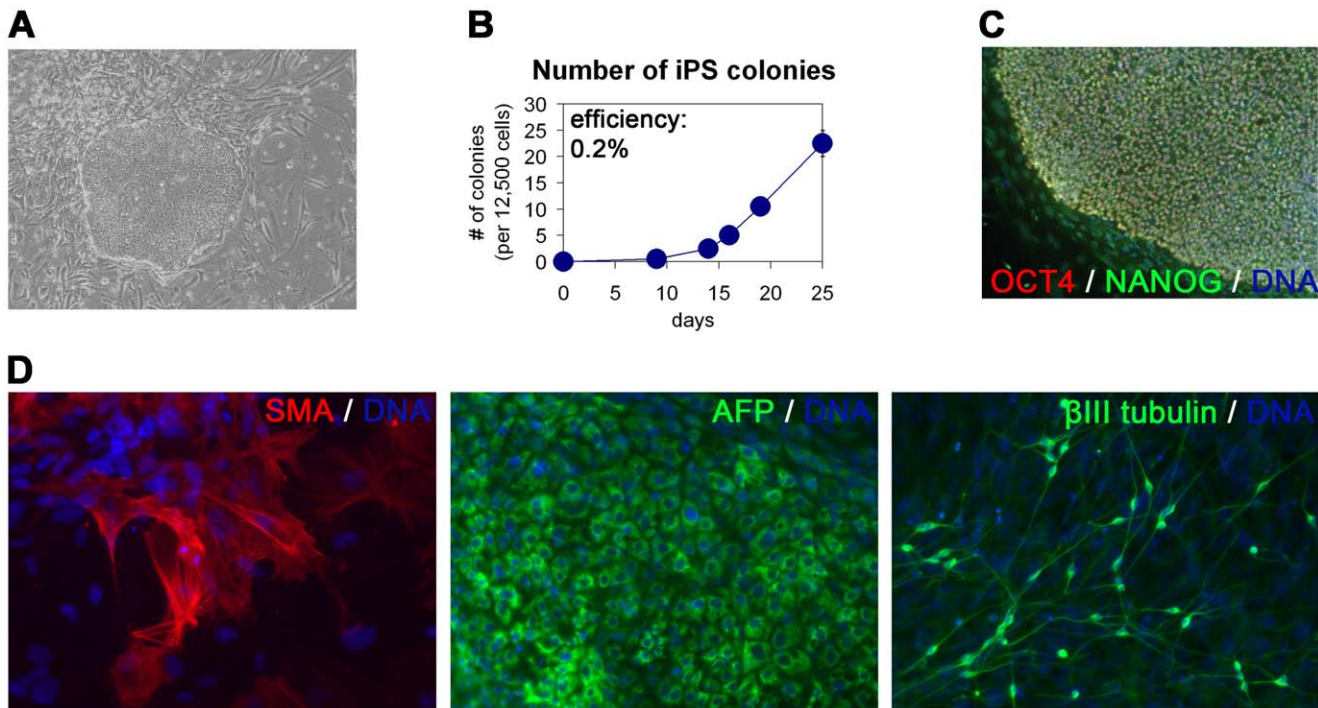 A
B
Number of iPS colonies
efficiency:
0.2%
# of colonies
(per 12,500 cells)
30
25
20
15
10
5
0
0 5 10 15 20 25
days
C
OCT4 / NANOG / DNA
D
SMA / DNA
AFP / DNA
βIII tubulin / DNA